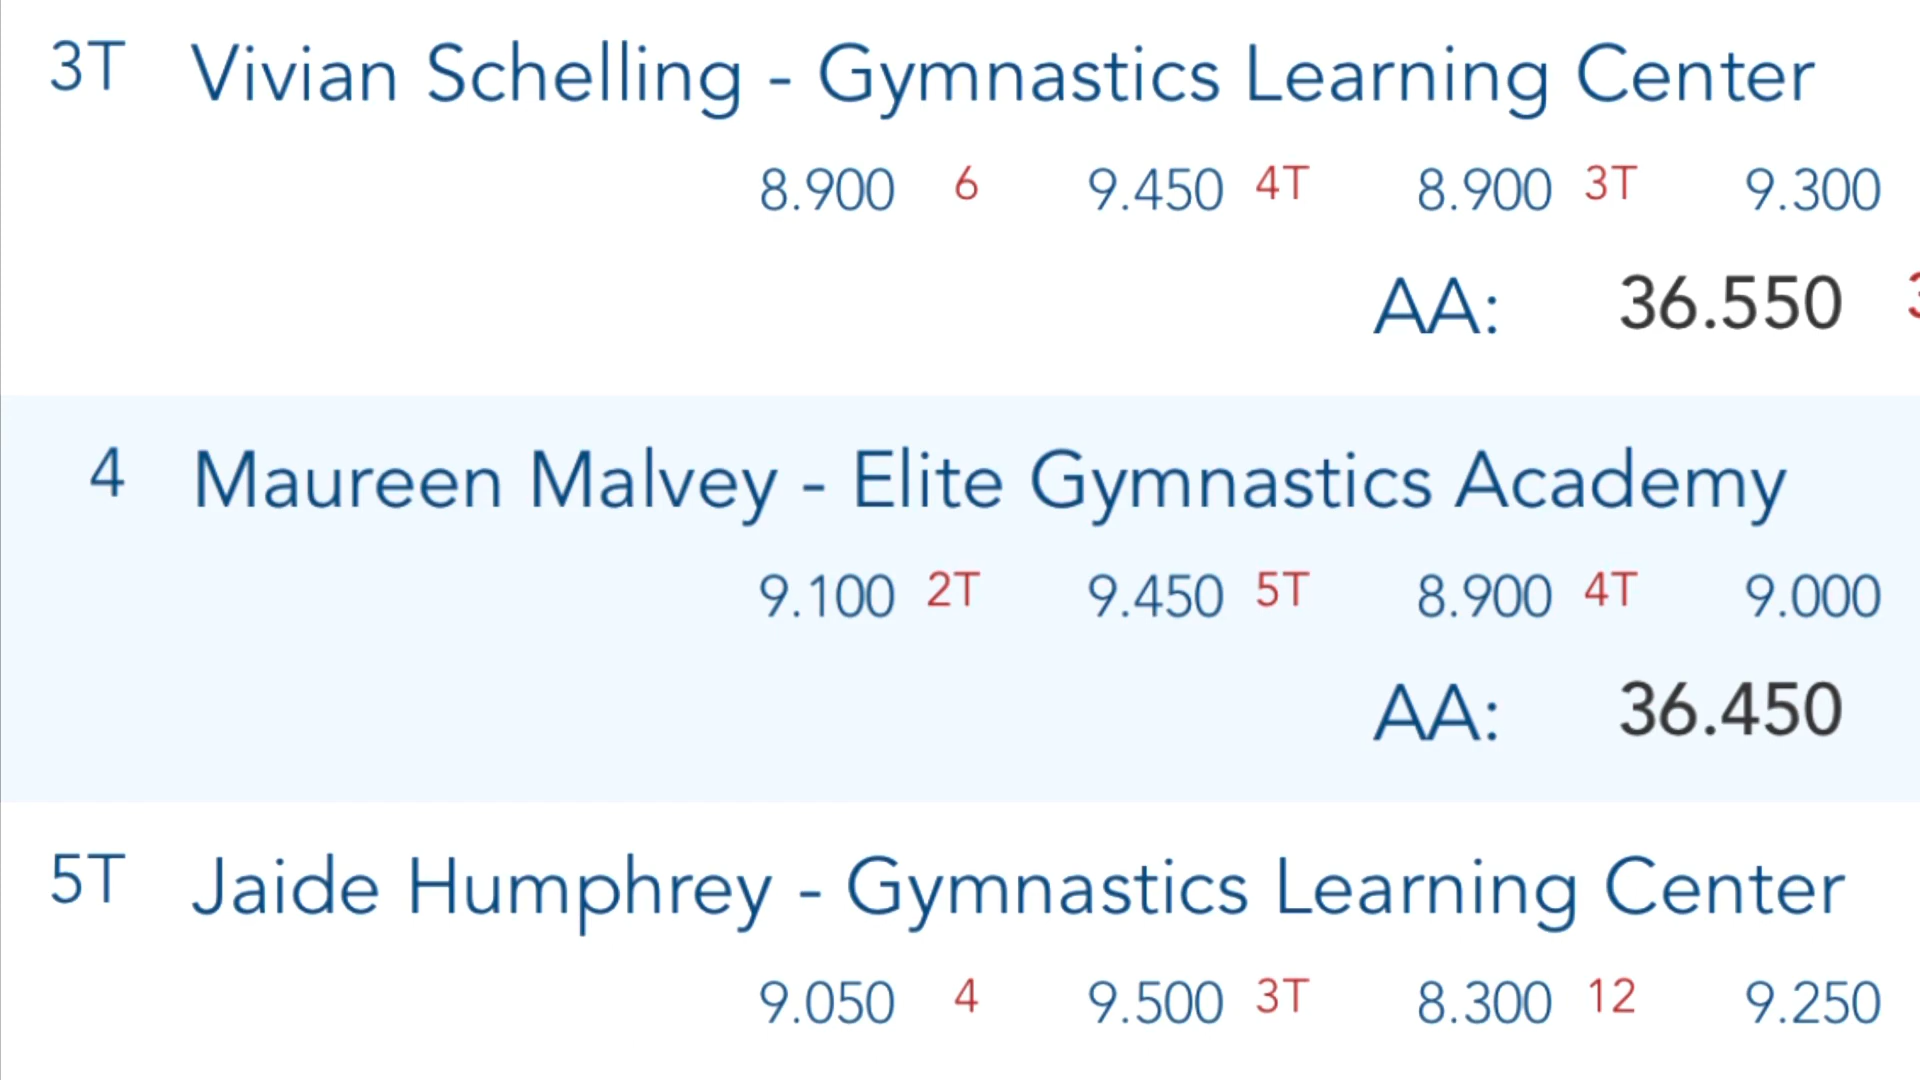 3T Vivian Schelling - Gymnastics Learning Center
8.900 6 9.450 4T 8.900 3T 9.300
AA: 36.550
4 Maureen Malvey - Elite Gymnastics Academy
9.100 2T 9.450 5T 8.900 4T 9.000
AA: 36.450
5T Jaide Humphrey - Gymnastics Learning Center
9.050 4 9.500 3T 8.300 12 9.250